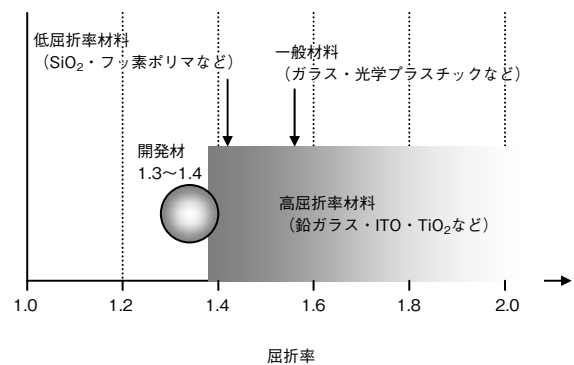 低屈折率材料
（SiO₂・フッ素ポリマなど）
一般材料
（ガラス・光学プラスチックなど）
開発材
1.3〜1.4
高屈折率材料
（鉛ガラス・ITO・TiO₂など）
1.0 1.2 1.4 1.6 1.8 2.0
屈折率